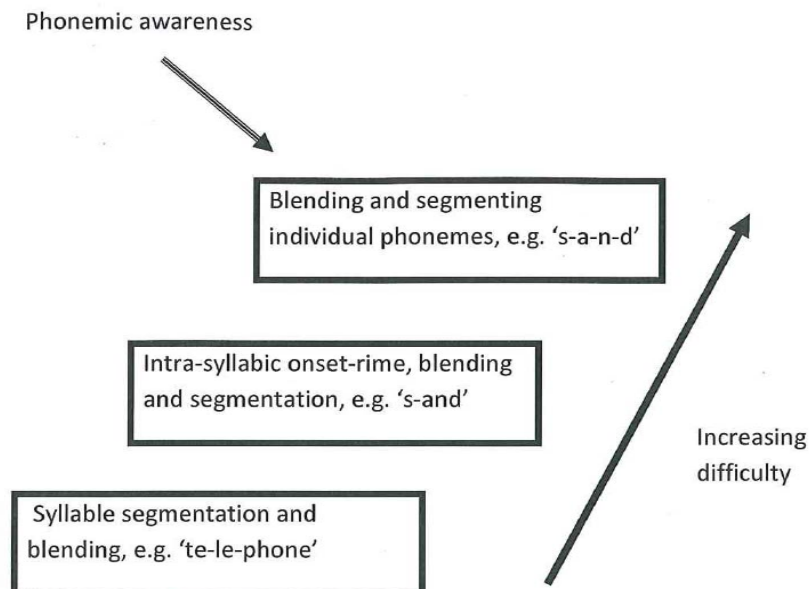 Phonemic awareness
Blending and segmenting
individual phonemes, e.g. ‘s-a-n-d’
Intra-syllabic onset-rime, blending
and segmentation, e.g. ‘s-and’
Increasing
difficulty
Syllable segmentation and
blending, e.g. ‘te-le-phone’